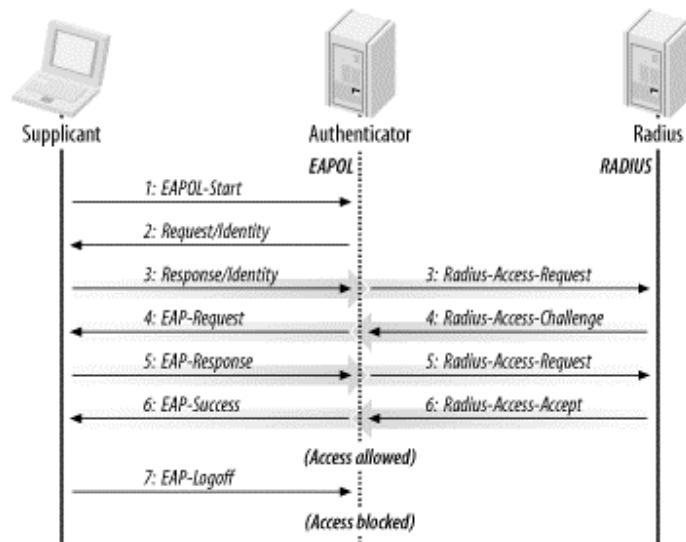 Supplicant
Authenticator
Radius
EAPOL
RADIUS
1: EAPOL-Start
2: Request/Identity
3: Response/Identity
3: Radius-Access-Request
4: EAP-Request
4: Radius-Access-Challenge
5: EAP-Response
5: Radius-Access-Request
6: EAP-Success
6: Radius-Access-Accept
(Access allowed)
7: EAP-Logoff
(Access blocked)